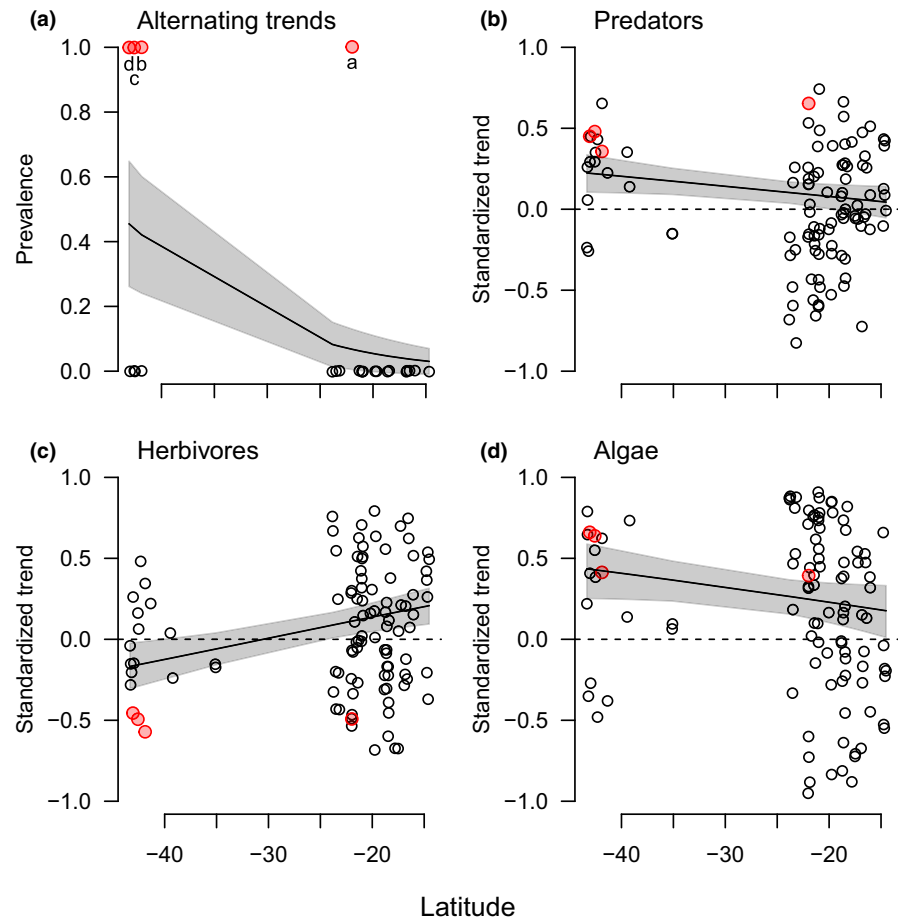 (a) Alternating trends
1.0
0.8
0.6
0.4
0.2
0.0
Prevalence
d b
c
a
(b) Predators
1.0
0.5
0.0
−0.5
−1.0
Standardized trend
(c) Herbivores
1.0
0.5
0.0
−0.5
−1.0
Standardized trend
−40 −30 −20
(d) Algae
1.0
0.5
0.0
−0.5
−1.0
Standardized trend
−40 −30 −20
Latitude